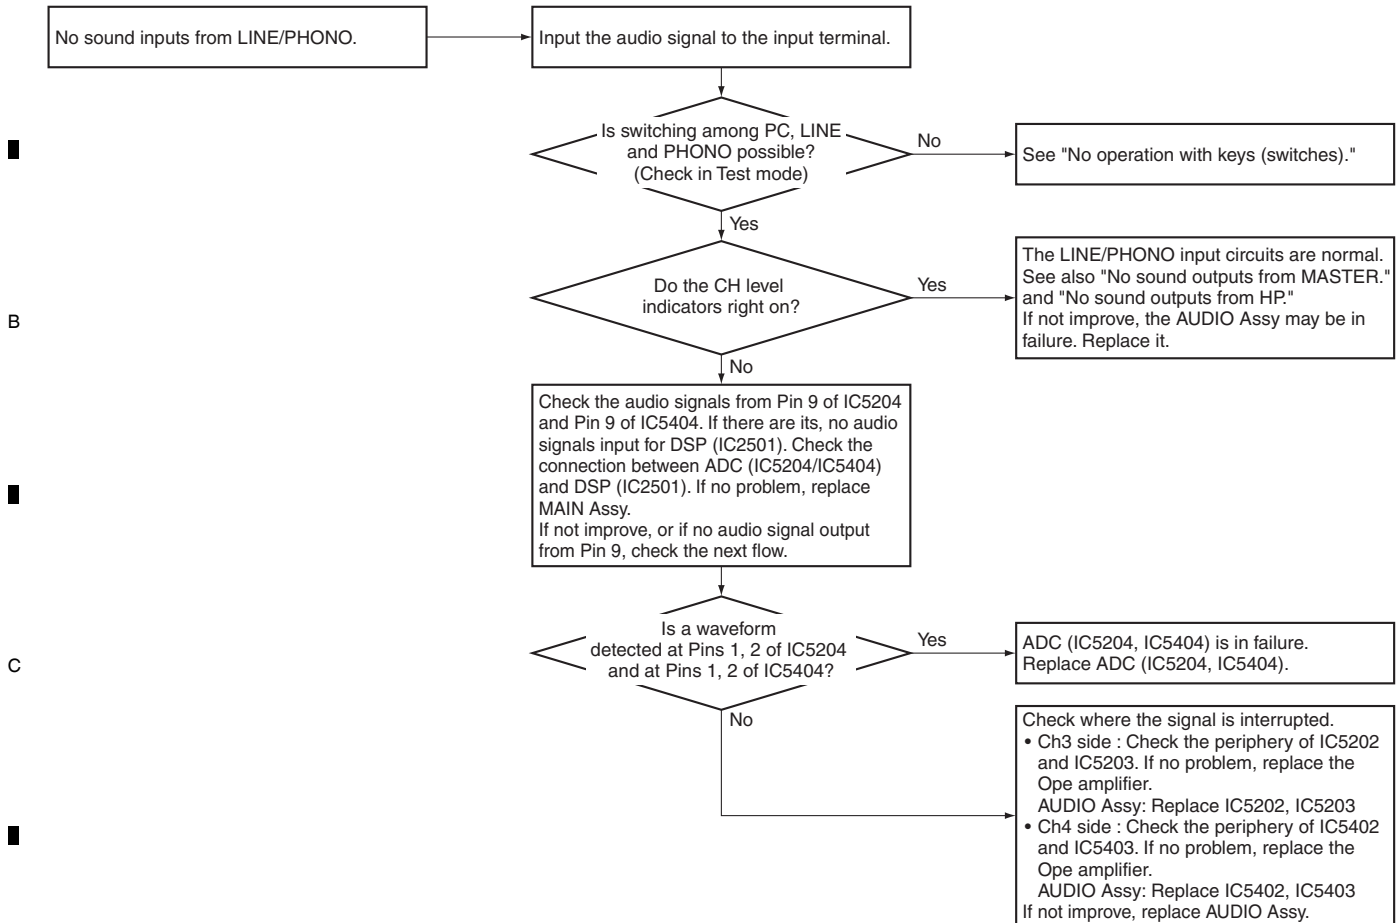 No sound inputs from LINE/PHONO.
Input the audio signal to the input terminal.
Is switching among PC, LINE
and PHONO possible?
(Check in Test mode)
No
See "No operation with keys (switches)."
Yes
Do the CH level
indicators right on?
Yes
The LINE/PHONO input circuits are normal.
See also "No sound outputs from MASTER."
and "No sound outputs from HP."
If not improve, the AUDIO Assy may be in
failure. Replace it.
B
No
Check the audio signals from Pin 9 of IC5204
and Pin 9 of IC5404. If there are its, no audio
signals input for DSP (IC2501). Check the
connection between ADC (IC5204/IC5404)
and DSP (IC2501). If no problem, replace
MAIN Assy.
If not improve, or if no audio signal output
from Pin 9, check the next flow.
Is a waveform
detected at Pins 1, 2 of IC5204
and at Pins 1, 2 of IC5404?
Yes
ADC (IC5204, IC5404) is in failure.
Replace ADC (IC5204, IC5404).
C
No
Check where the signal is interrupted.
• Ch3 side : Check the periphery of IC5202
and IC5203. If no problem, replace the
Ope amplifier.
AUDIO Assy: Replace IC5202, IC5203
• Ch4 side : Check the periphery of IC5402
and IC5403. If no problem, replace the
Ope amplifier.
AUDIO Assy: Replace IC5402, IC5403
If not improve, replace AUDIO Assy.